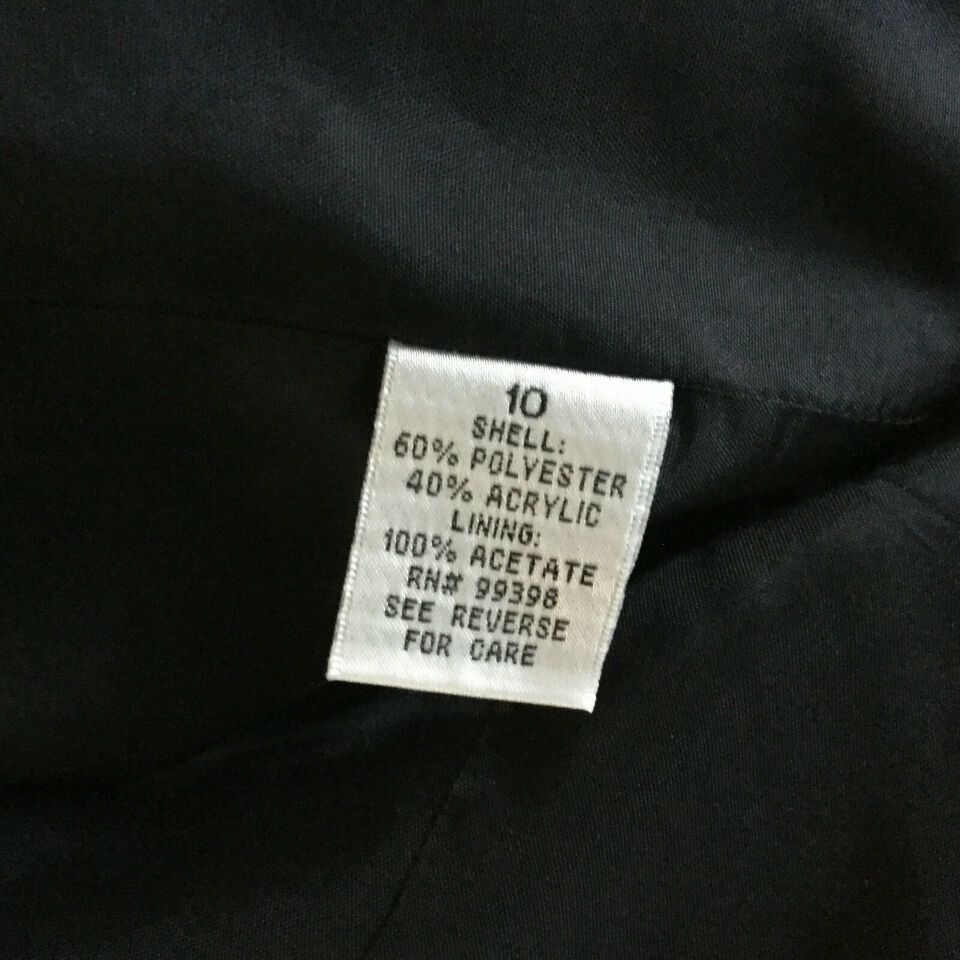 10
SHELL:
60% POLYESTER
40% ACRYLIC
LINING:
100% ACETATE
RN# 99398
SEE REVERSE
FOR CARE